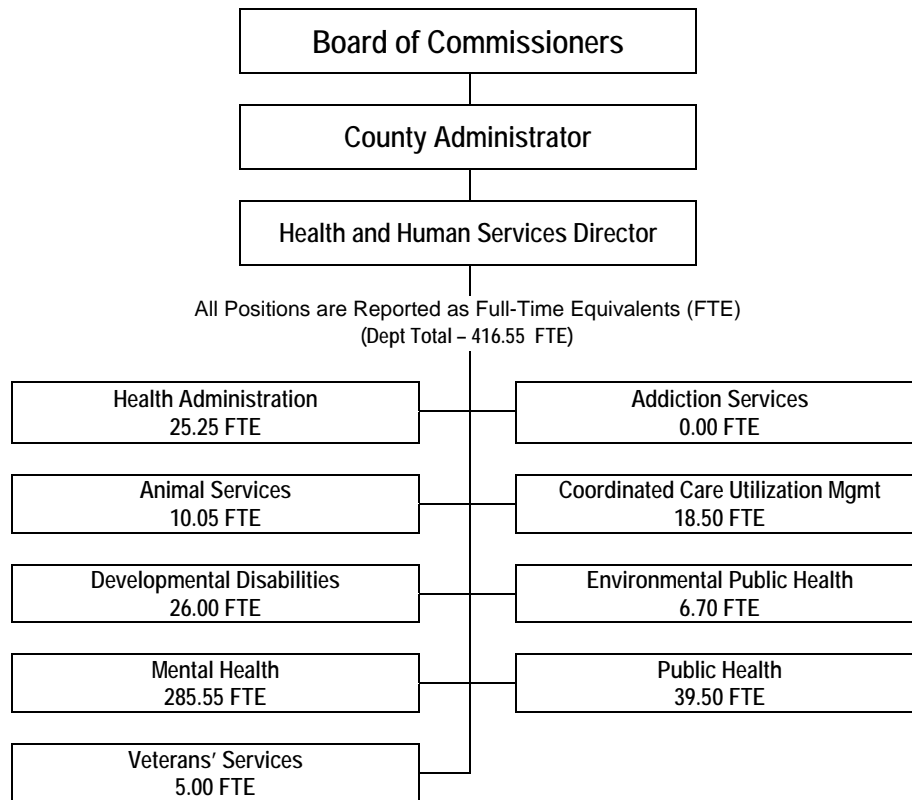 Board of Commissioners
County Administrator
Health and Human Services Director
All Positions are Reported as Full-Time Equivalents (FTE)
(Dept Total – 416.55 FTE)
Health Administration
25.25 FTE
Addiction Services
0.00 FTE
Animal Services
10.05 FTE
Coordinated Care Utilization Mgmt
18.50 FTE
Developmental Disabilities
26.00 FTE
Environmental Public Health
6.70 FTE
Mental Health
285.55 FTE
Public Health
39.50 FTE
Veterans’ Services
5.00 FTE